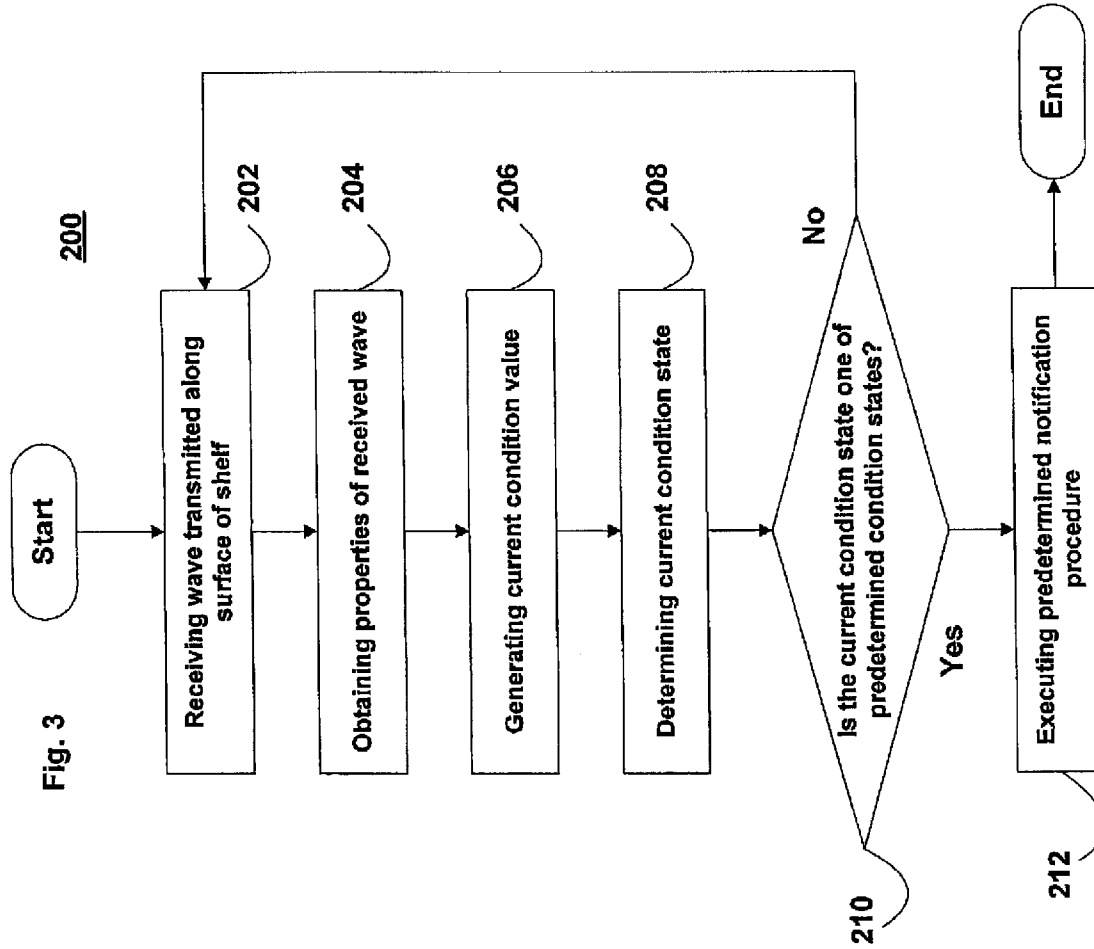 Fig. 3
200
Start
Receiving wave transmitted along
surface of shelf
202
Obtaining properties of received wave
204
Generating current condition value
206
Determining current condition state
208
Is the current condition state one of
predetermined condition states?
210
No
Yes
Executing predetermined notification
procedure
212
End